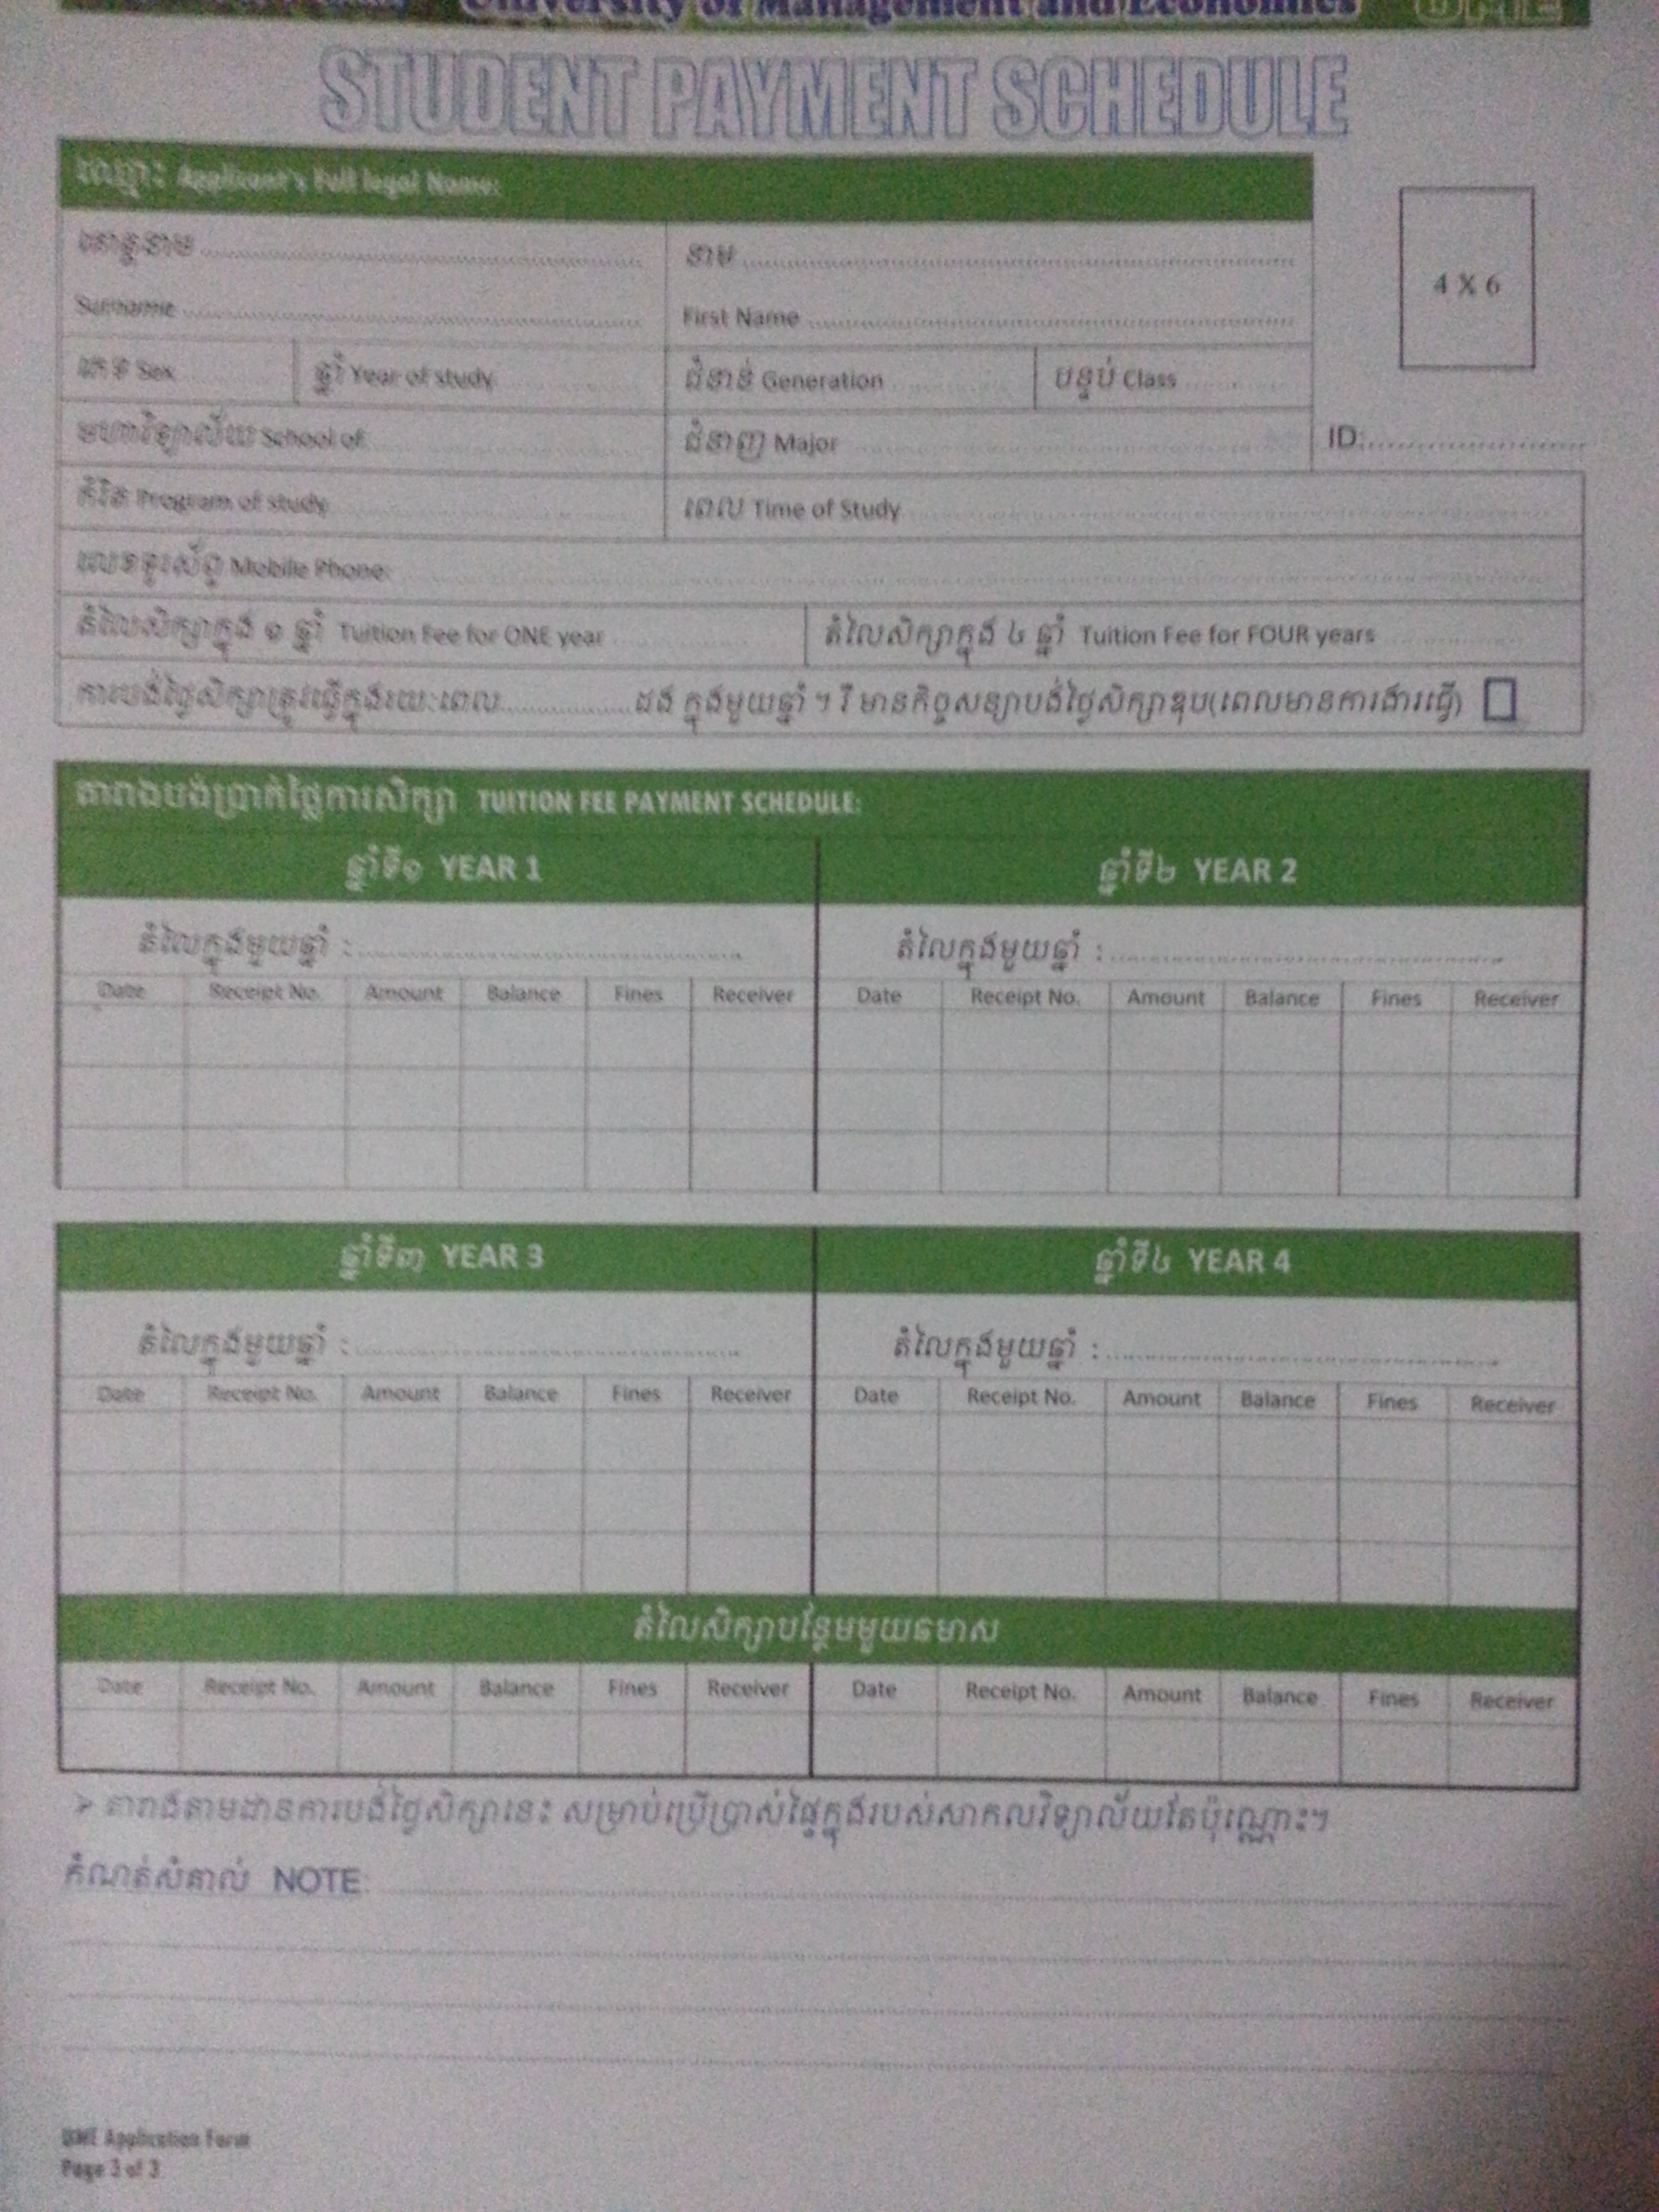 University of Management and Economics UME
STUDENT PAYMENT SCHEDULE
ឈ្មោះ Applicant's Full legal Name:
នាមត្រកូល
នាម
4 X 6
Surname
First Name
ភេទ Sex
ឆ្នាំ Year of study
ជំនាន់ Generation
បន្ទប់ Class
មហាវិទ្យាល័យ School of
ជំនាញ Major
ID:
កំរិត Program of study
ពេល Time of Study
លេខទូរស័ព្ទ Mobile Phone:
តំលៃសិក្សាក្នុង ១ ឆ្នាំ Tuition Fee for ONE year
តំលៃសិក្សាក្នុង ៤ ឆ្នាំ Tuition Fee for FOUR years
ការបង់ថ្លៃសិក្សាត្រូវធ្វើក្នុងរយៈពេល..................ដង ក្នុងមួយឆ្នាំ ។ រឺ មានកិច្ចសន្យាបង់ថ្លៃសិក្សាឌុប(ពេលមានការងារធ្វើ)
តារាងបង់ប្រាក់ថ្លៃការសិក្សា TUITION FEE PAYMENT SCHEDULE:
ឆ្នាំទី១ YEAR 1
ឆ្នាំទី២ YEAR 2
តំលៃក្នុងមួយឆ្នាំ :
តំលៃក្នុងមួយឆ្នាំ :
Date Receipt No. Amount Balance Fines Receiver Date Receipt No. Amount Balance Fines Receiver
ឆ្នាំទី៣ YEAR 3
ឆ្នាំទី៤ YEAR 4
តំលៃក្នុងមួយឆ្នាំ :
តំលៃក្នុងមួយឆ្នាំ :
Date Receipt No. Amount Balance Fines Receiver Date Receipt No. Amount Balance Fines Receiver
តំលៃសិក្សាបន្ថែមមួយឆមាស
Date Receipt No. Amount Balance Fines Receiver Date Receipt No. Amount Balance Fines Receiver
➢ តារាងតាមដានការបង់ថ្លៃសិក្សានេះ សម្រាប់ប្រើប្រាស់ផ្ទៃក្នុងរបស់សាកលវិទ្យាល័យតែប៉ុណ្ណោះ។
កំណត់សំគាល់ NOTE:
UME Application Form
Page 3 of 3